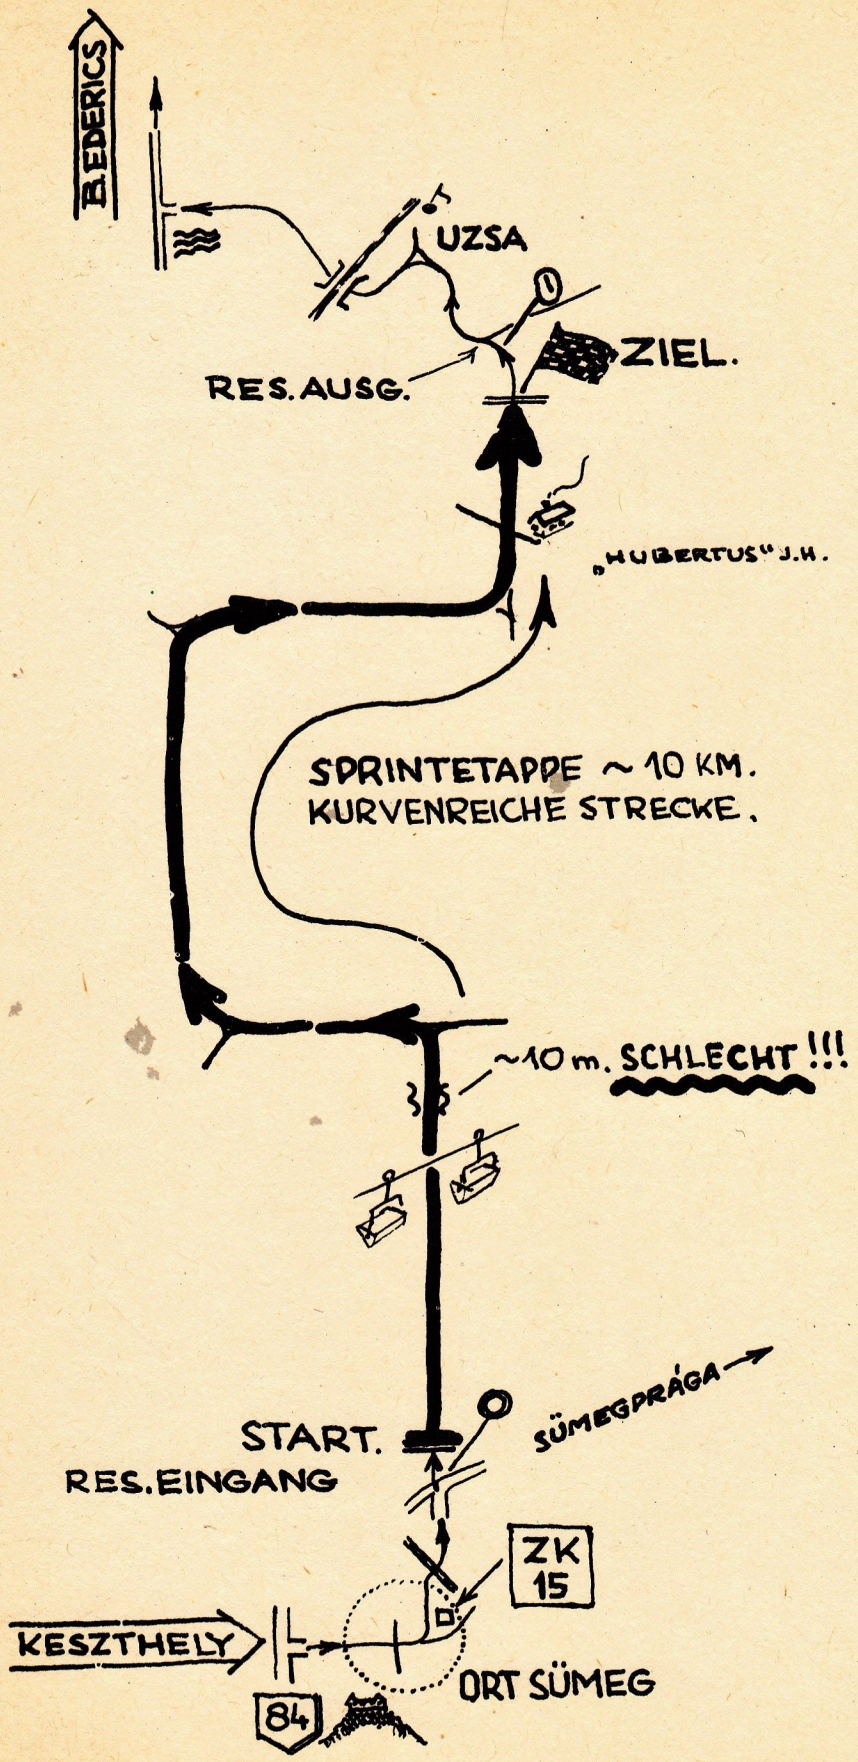 BEDERICS
UZSA
ZIEL.
RES. AUSG.
„HUBERTUS“ J.H.
SPRINTETAPPE ~ 10 KM.
KURVENREICHE STRECKE.
~10 m. SCHLECHT!!!
SÜMEGPRÁGA
START.
RES. EINGANG
ZK
15
KESZTHELY
ORT SÜMEG
84